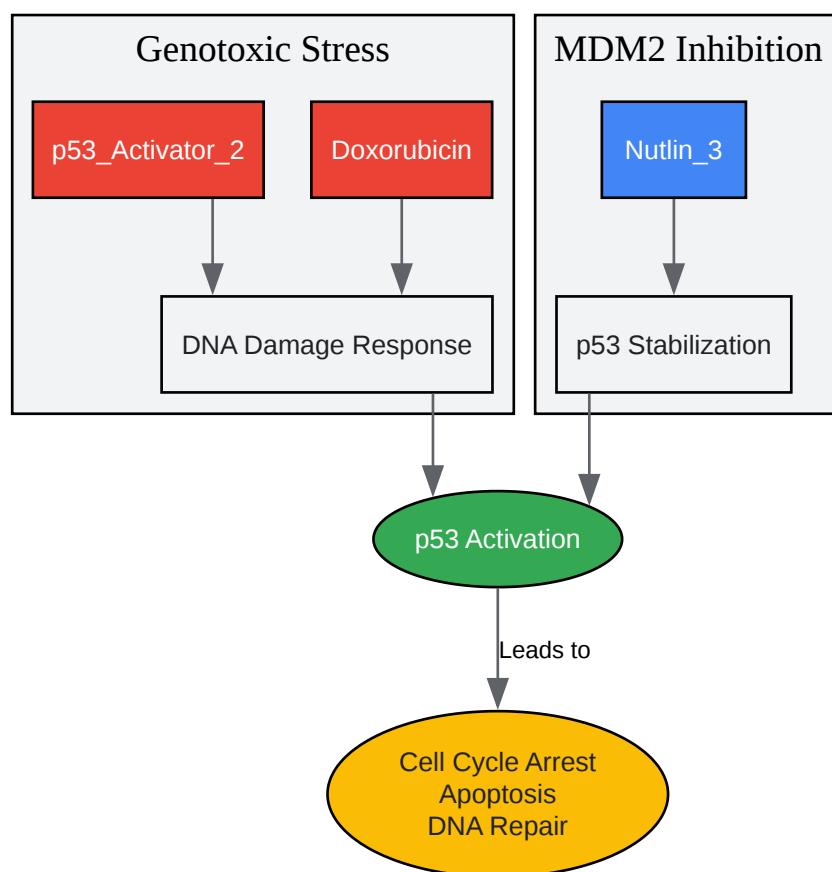 Genotoxic Stress
MDM2 Inhibition
p53_Activator_2
Doxorubicin
Nutlin_3
DNA Damage Response
p53 Stabilization
p53 Activation
Leads to
Cell Cycle Arrest
Apoptosis
DNA Repair